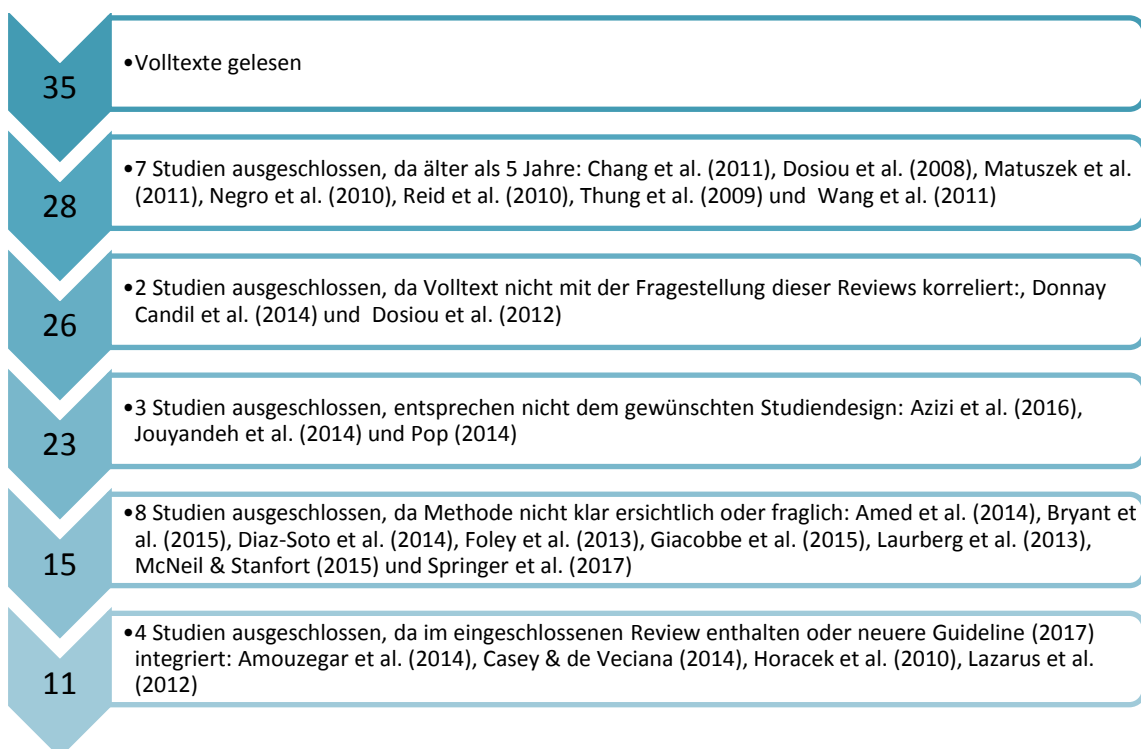 35
•Volltexte gelesen
28
•7 Studien ausgeschlossen, da älter als 5 Jahre: Chang et al. (2011), Dosiou et al. (2008), Matuszek et al.
(2011), Negro et al. (2010), Reid et al. (2010), Thung et al. (2009) und Wang et al. (2011)
26
•2 Studien ausgeschlossen, da Volltext nicht mit der Fragestellung dieser Reviews korreliert:, Donnay
Candil et al. (2014) und Dosiou et al. (2012)
23
•3 Studien ausgeschlossen, entsprechen nicht dem gewünschten Studiendesign: Azizi et al. (2016),
Jouyandeh et al. (2014) und Pop (2014)
15
•8 Studien ausgeschlossen, da Methode nicht klar ersichtlich oder fraglich: Amed et al. (2014), Bryant et
al. (2015), Diaz-Soto et al. (2014), Foley et al. (2013), Giacobbe et al. (2015), Laurberg et al. (2013),
McNeil & Stanfort (2015) und Springer et al. (2017)
11
•4 Studien ausgeschlossen, da im eingeschlossenen Review enthalten oder neuere Guideline (2017)
integriert: Amouzegar et al. (2014), Casey & de Veciana (2014), Horacek et al. (2010), Lazarus et al.
(2012)